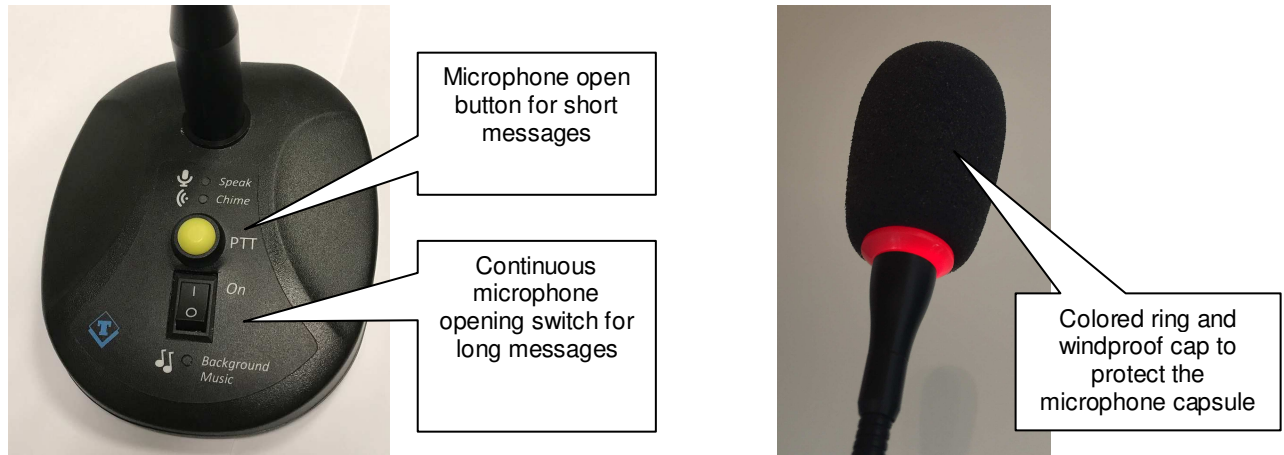 Speak
Chime
PTT
I
On
O
T
Background
Music
Microphone open
button for short
messages
Continuous
microphone
opening switch for
long messages
Colored ring and
windproof cap to
protect the
microphone capsule